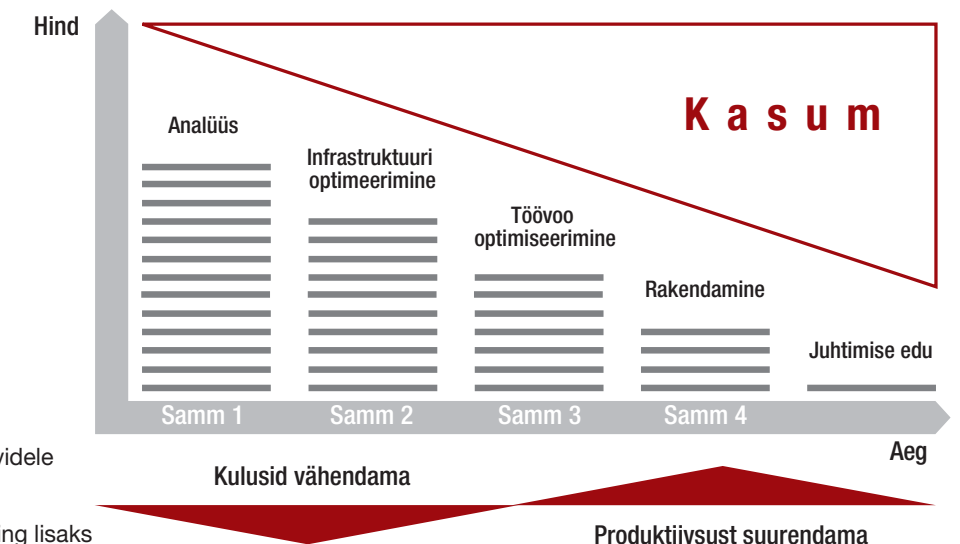 Hind
K a s u m
Analüüs
Infrastruktuuri
optimeerimine
Töövoo
optimiseerimine
Rakendamine
Juhtimise edu
Samm 1
Samm 2
Samm 3
Samm 4
Aeg
videle
Kulusid vähendama
ing lisaks
Produktiivsust suurendama